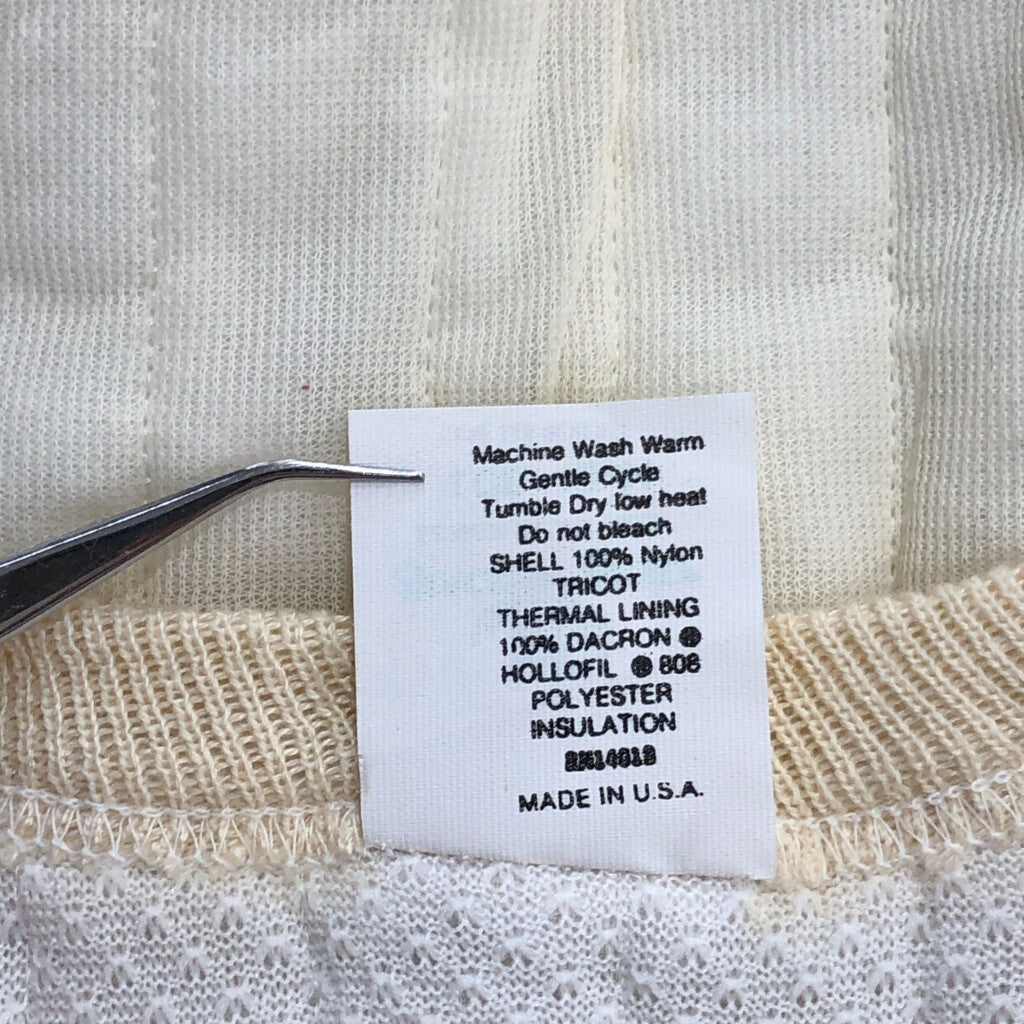 Machine Wash Warm
Gentle Cycle
Tumble Dry low heat
Do not bleach
SHELL 100% Nylon
TRICOT
THERMAL LINING
100% DACRON ®
HOLLOFIL ® 808
POLYESTER
INSULATION
MADE IN U.S.A.